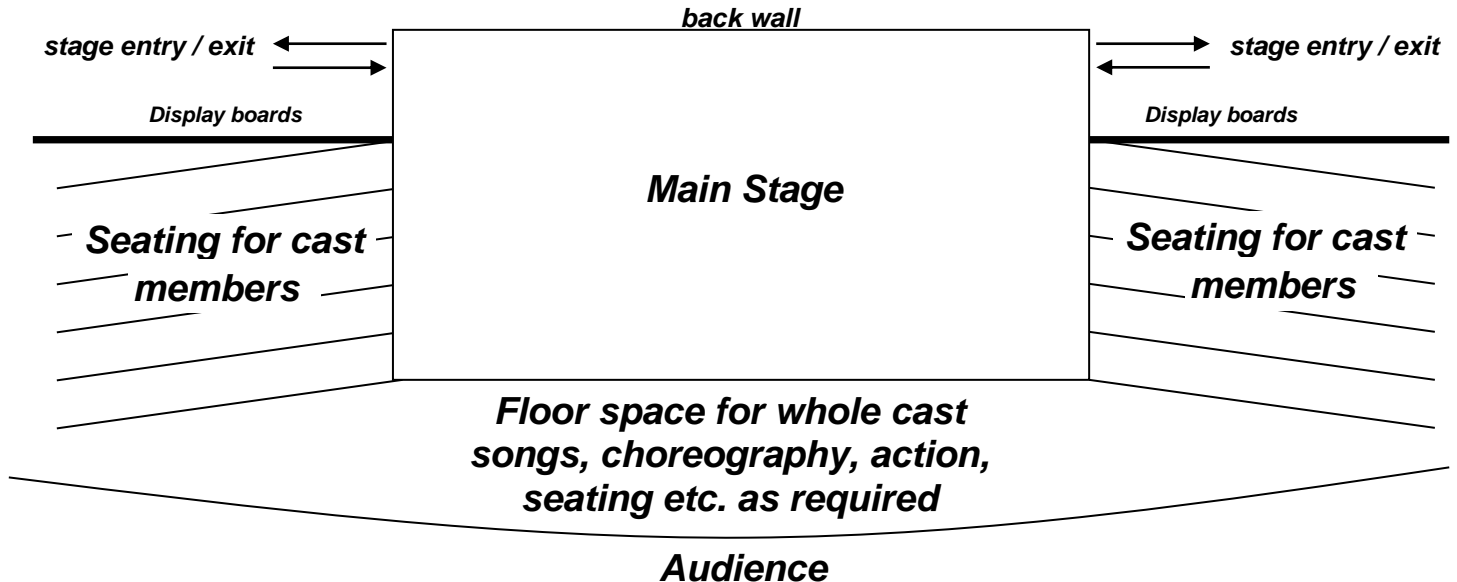 back wall
stage entry / exit
stage entry / exit
Display boards
Display boards
Main Stage
Seating for cast
members
Seating for cast
members
Floor space for whole cast
songs, choreography, action,
seating etc. as required
Audience